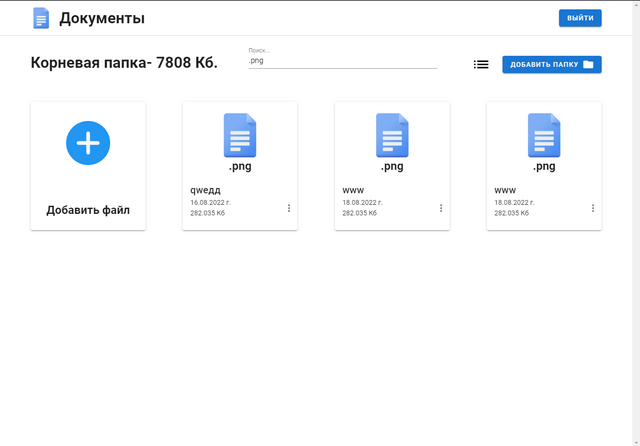 Документы
ВЫЙТИ
Корневая папка- 7808 Кб.
Поиск...
.png
ДОБАВИТЬ ПАПКУ
Добавить файл
.png
qweдд
16.08.2022 г.
282.035 Кб
.png
www
18.08.2022 г.
282.035 Кб
.png
www
18.08.2022 г.
282.035 Кб